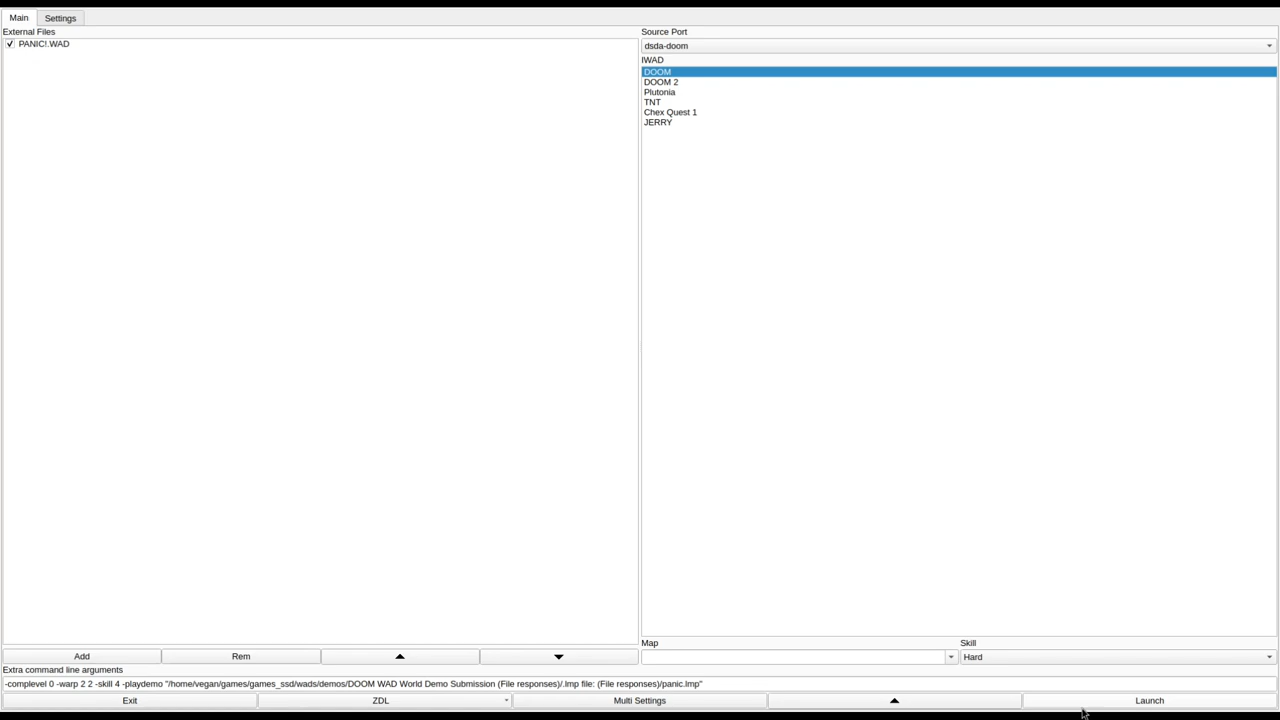 Main
Settings
External Files
PANIC!.WAD
Source Port
dsda-doom
IWAD
DOOM
DOOM 2
Plutonia
TNT
Chex Quest 1
JERRY
Map
Skill
Hard
Add
Rem
Extra command line arguments
-complevel 0 -warp 2 2 -skill 4 -playdemo "/home/vegan/games/games_ssd/wads/demos/DOOM WAD World Demo Submission (File responses)/.lmp file: (File responses)/panic.lmp"
Exit
ZDL
Multi Settings
Launch